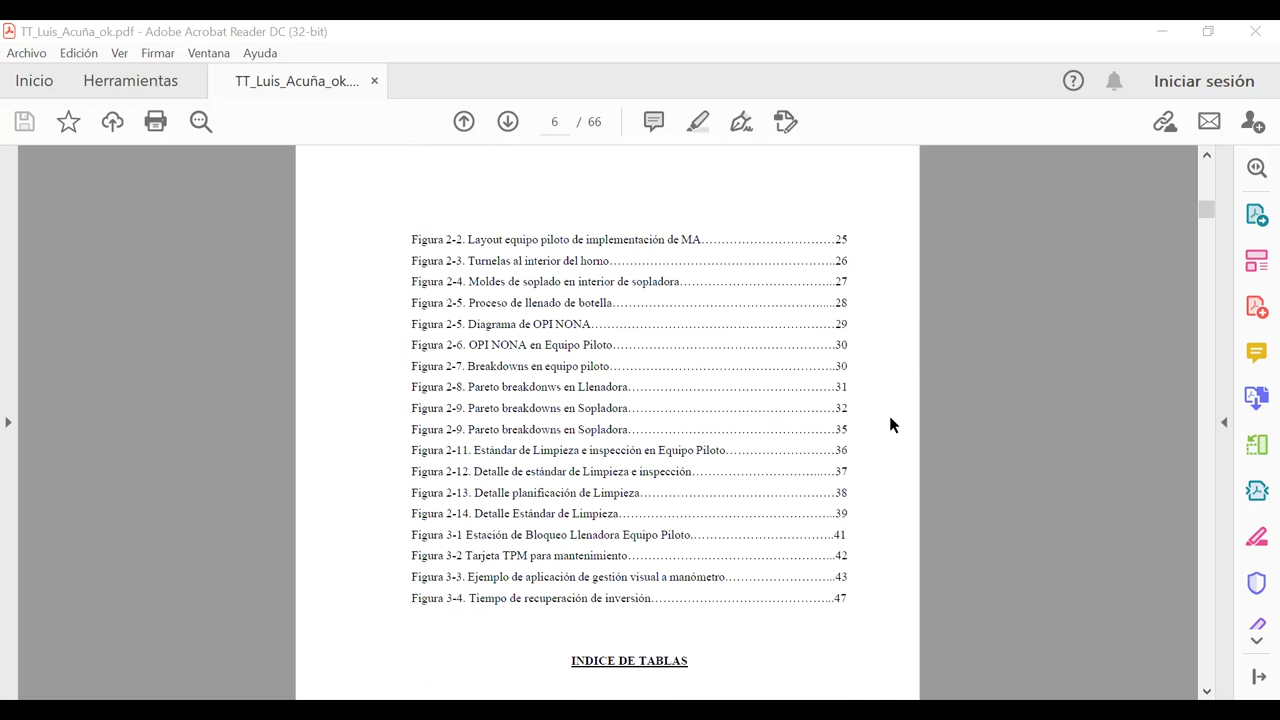 TT_Luis_Acuña_ok.pdf - Adobe Acrobat Reader DC (32-bit)
Archivo Edición Ver Firmar Ventana Ayuda
Inicio Herramientas TT_Luis_Acuña_ok.... × Iniciar sesión
6 / 66
Figura 2-2. Layout equipo piloto de implementación de MA……………………………25
Figura 2-3. Turnelas al interior del horno…………………………………………………26
Figura 2-4. Moldes de soplado en interior de sopladora………………………………...27
Figura 2-5. Proceso de llenado de botella……………………………………………......28
Figura 2-5. Diagrama de OPI NONA……………………………………………………29
Figura 2-6. OPI NONA en Equipo Piloto…………………………………………………30
Figura 2-7. Breakdowns en equipo piloto…………………………………………………30
Figura 2-8. Pareto breakdonws en Llenadora……………………………………………31
Figura 2-9. Pareto breakdowns en Sopladora……………………………………………32
Figura 2-9. Pareto breakdowns en Sopladora……………………………………………35
Figura 2-11. Estándar de Limpieza e inspección en Equipo Piloto………………………36
Figura 2-12. Detalle de estándar de Limpieza e inspección…………………………......37
Figura 2-13. Detalle planificación de Limpieza…………………………………………38
Figura 2-14. Detalle Estándar de Limpieza………………………………………………39
Figura 3-1 Estación de Bloqueo Llenadora Equipo Piloto………………………………41
Figura 3-2 Tarjeta TPM para mantenimiento……………………………………………42
Figura 3-3. Ejemplo de aplicación de gestión visual a manómetro……………………...43
Figura 3-4. Tiempo de recuperación de inversión……………………………………...47
INDICE DE TABLAS